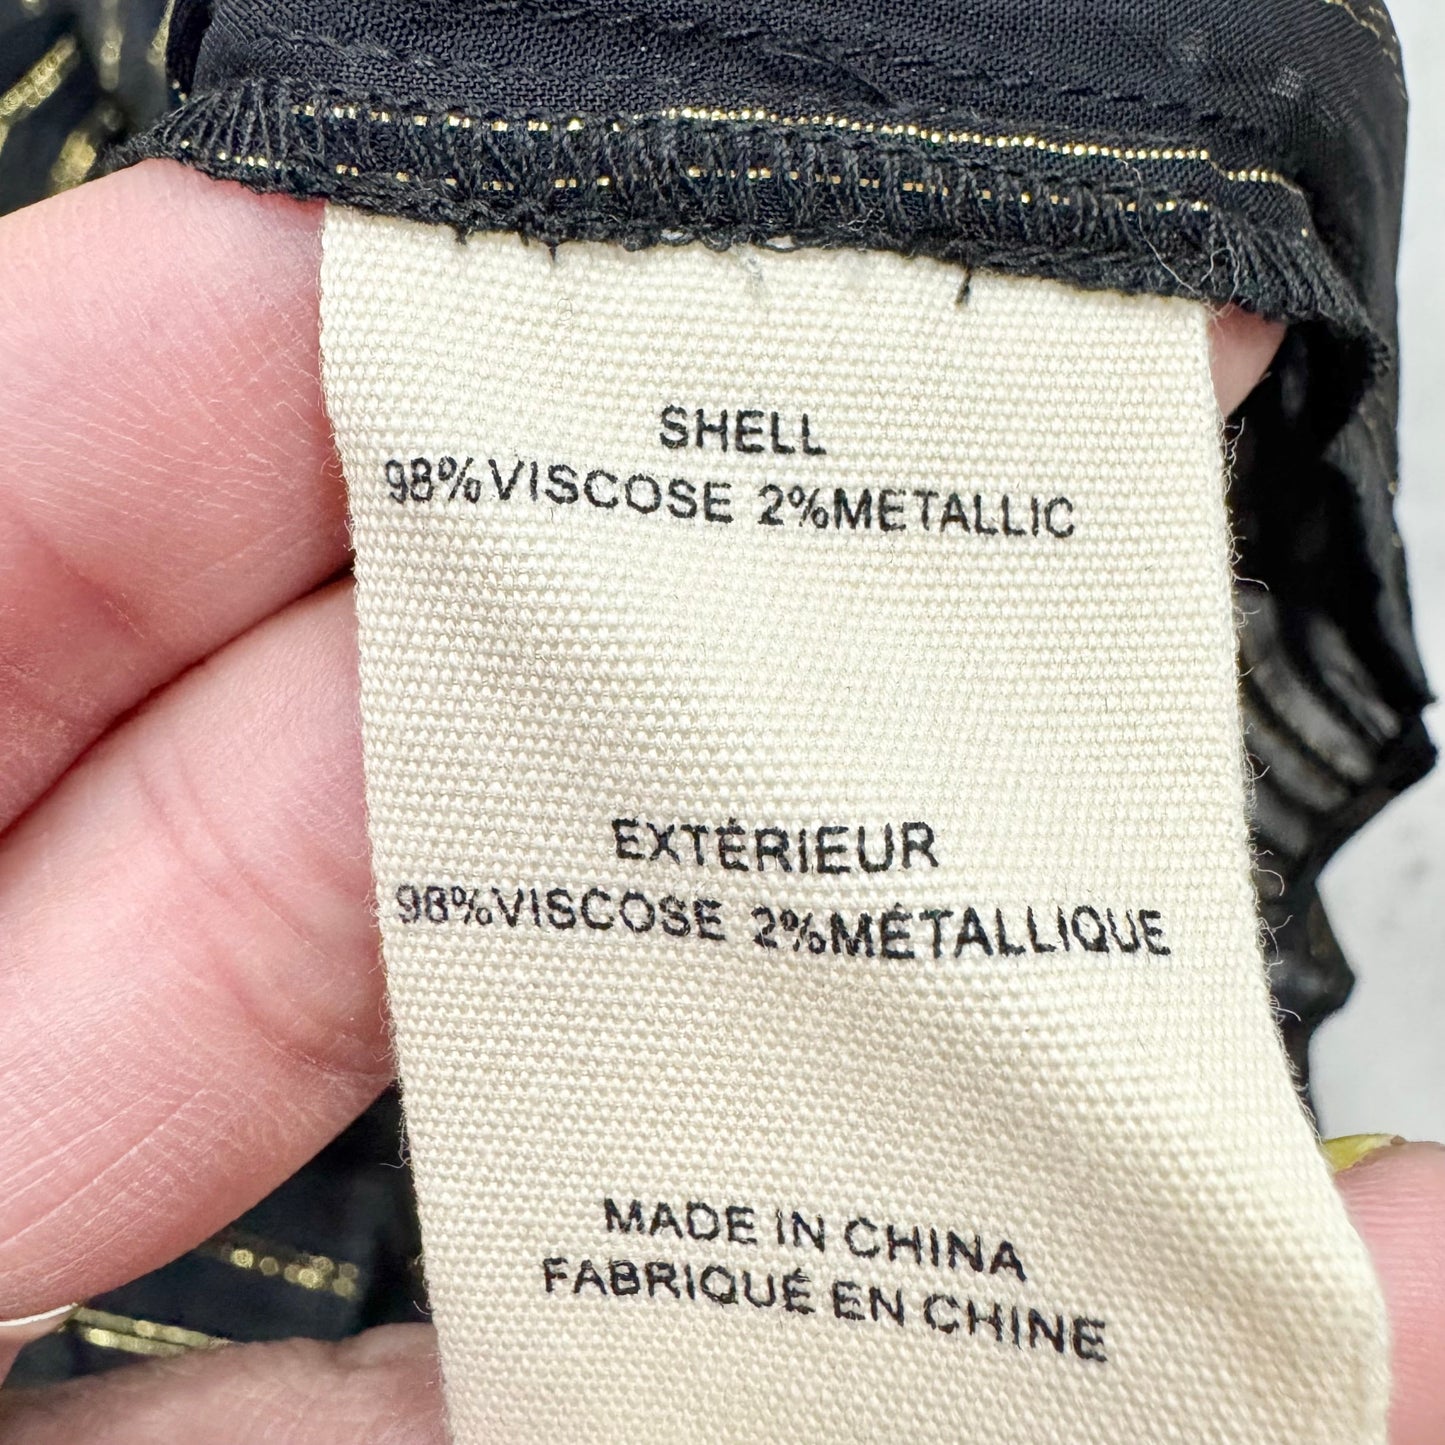 SHELL
98%VISCOSE 2%METALLIC
EXTÉRIEUR
98%VISCOSE 2%MÉTALLIQUE
MADE IN CHINA
FABRIQUÉ EN CHINE